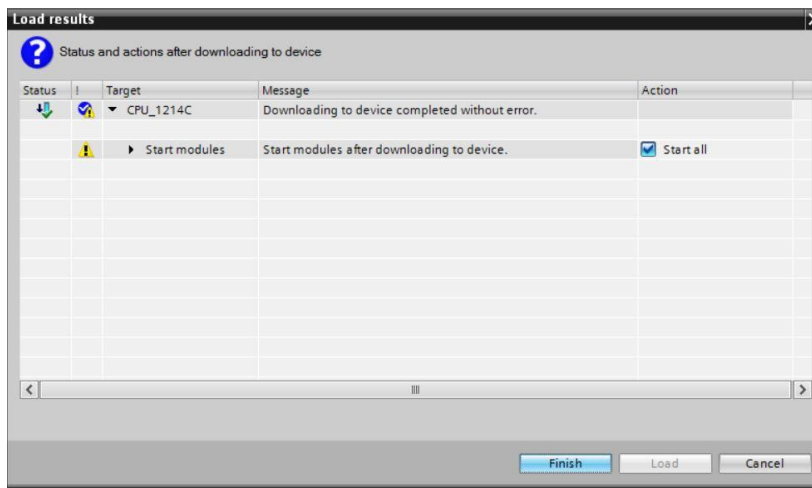 Load results
Status and actions after downloading to device
Status ! Target Message Action
CPU_1214C Downloading to device completed without error.
Start modules Start modules after downloading to device. Start all
Finish Load Cancel